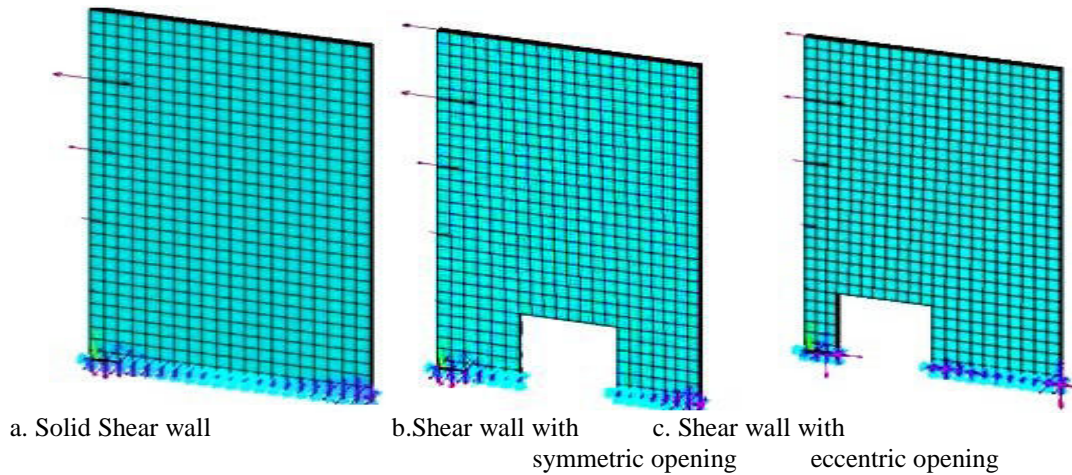 a. Solid Shear wall
b.Shear wall with
symmetric opening
c. Shear wall with
eccentric opening